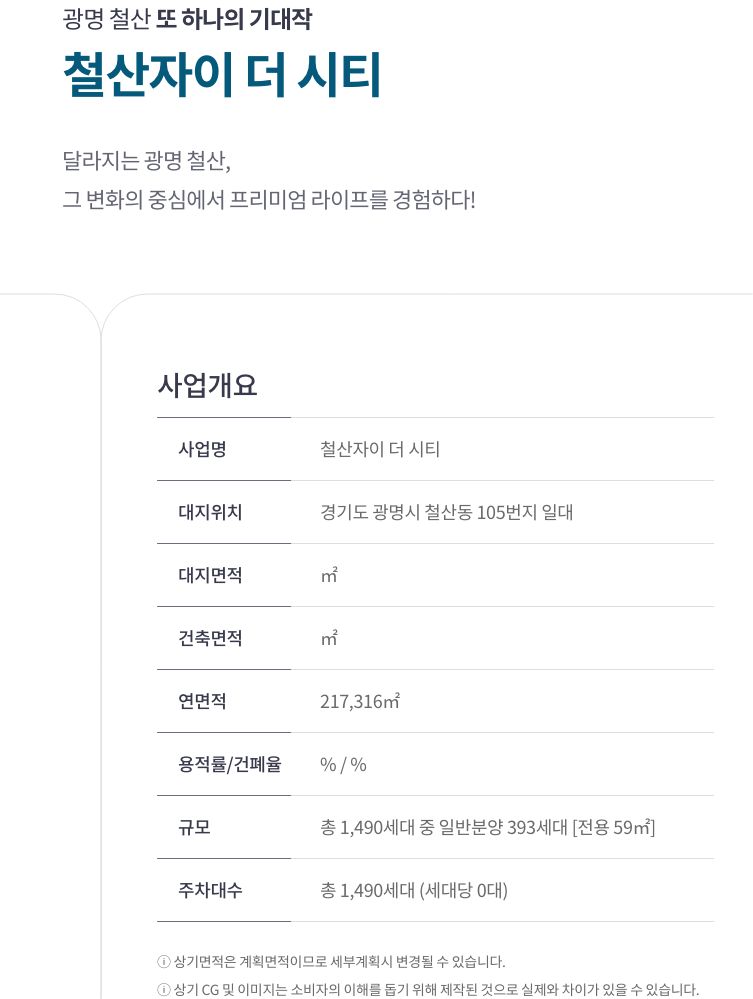 광명 철산 또 하나의 기대작
철산자이 더 시티
달라지는 광명 철산,
그 변화의 중심에서 프리미엄 라이프를 경험하다!
사업개요
사업명 철산자이 더 시티
대지위치 경기도 광명시 철산동 105번지 일대
대지면적 ㎡
건축면적 ㎡
연면적 217,316㎡
용적률/건폐율 % / %
규모 총 1,490세대 중 일반분양 393세대 [전용 59㎡]
주차대수 총 1,490세대 (세대당 0대)
ⓘ 상기면적은 계획면적이므로 세부계획시 변경될 수 있습니다.
ⓘ 상기 CG 및 이미지는 소비자의 이해를 돕기 위해 제작된 것으로 실제와 차이가 있을 수 있습니다.